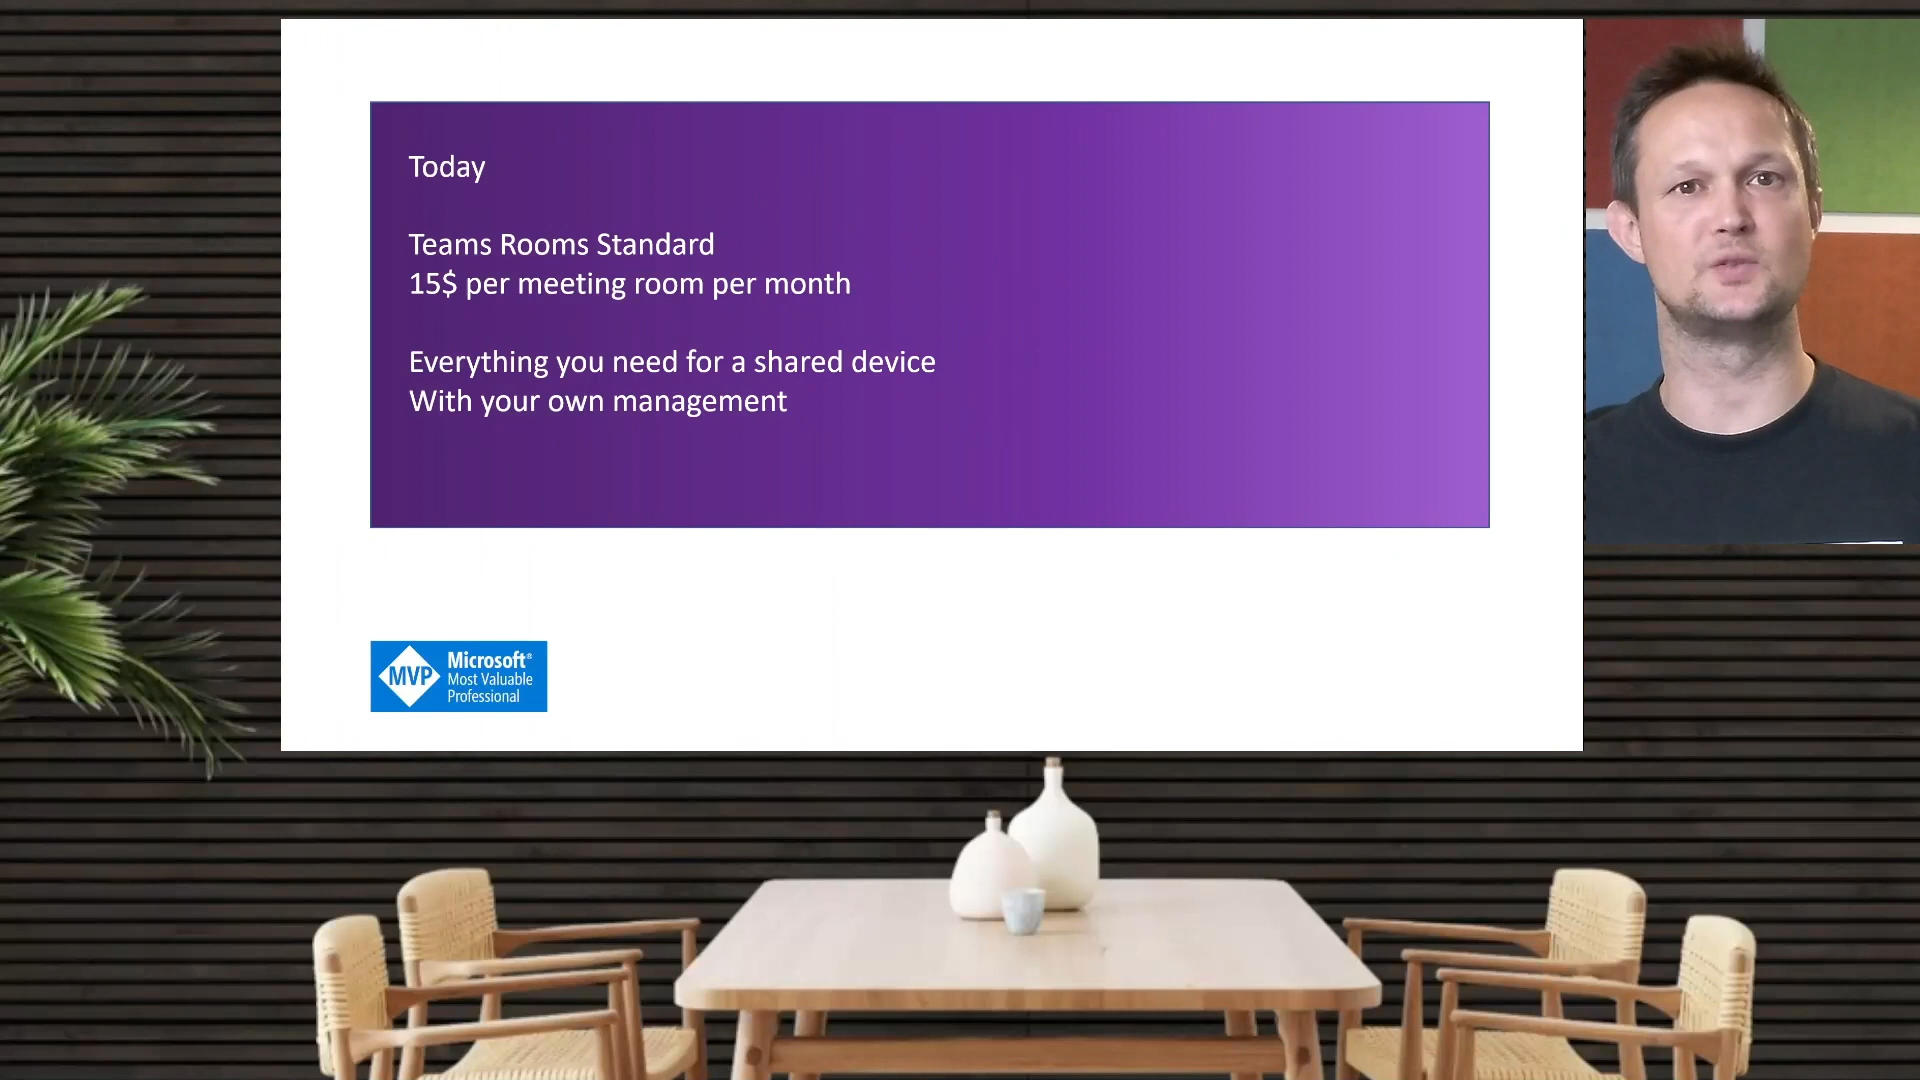 Today
Teams Rooms Standard
15$ per meeting room per month
Everything you need for a shared device
With your own management
MVP
Microsoft®
Most Valuable
Professional